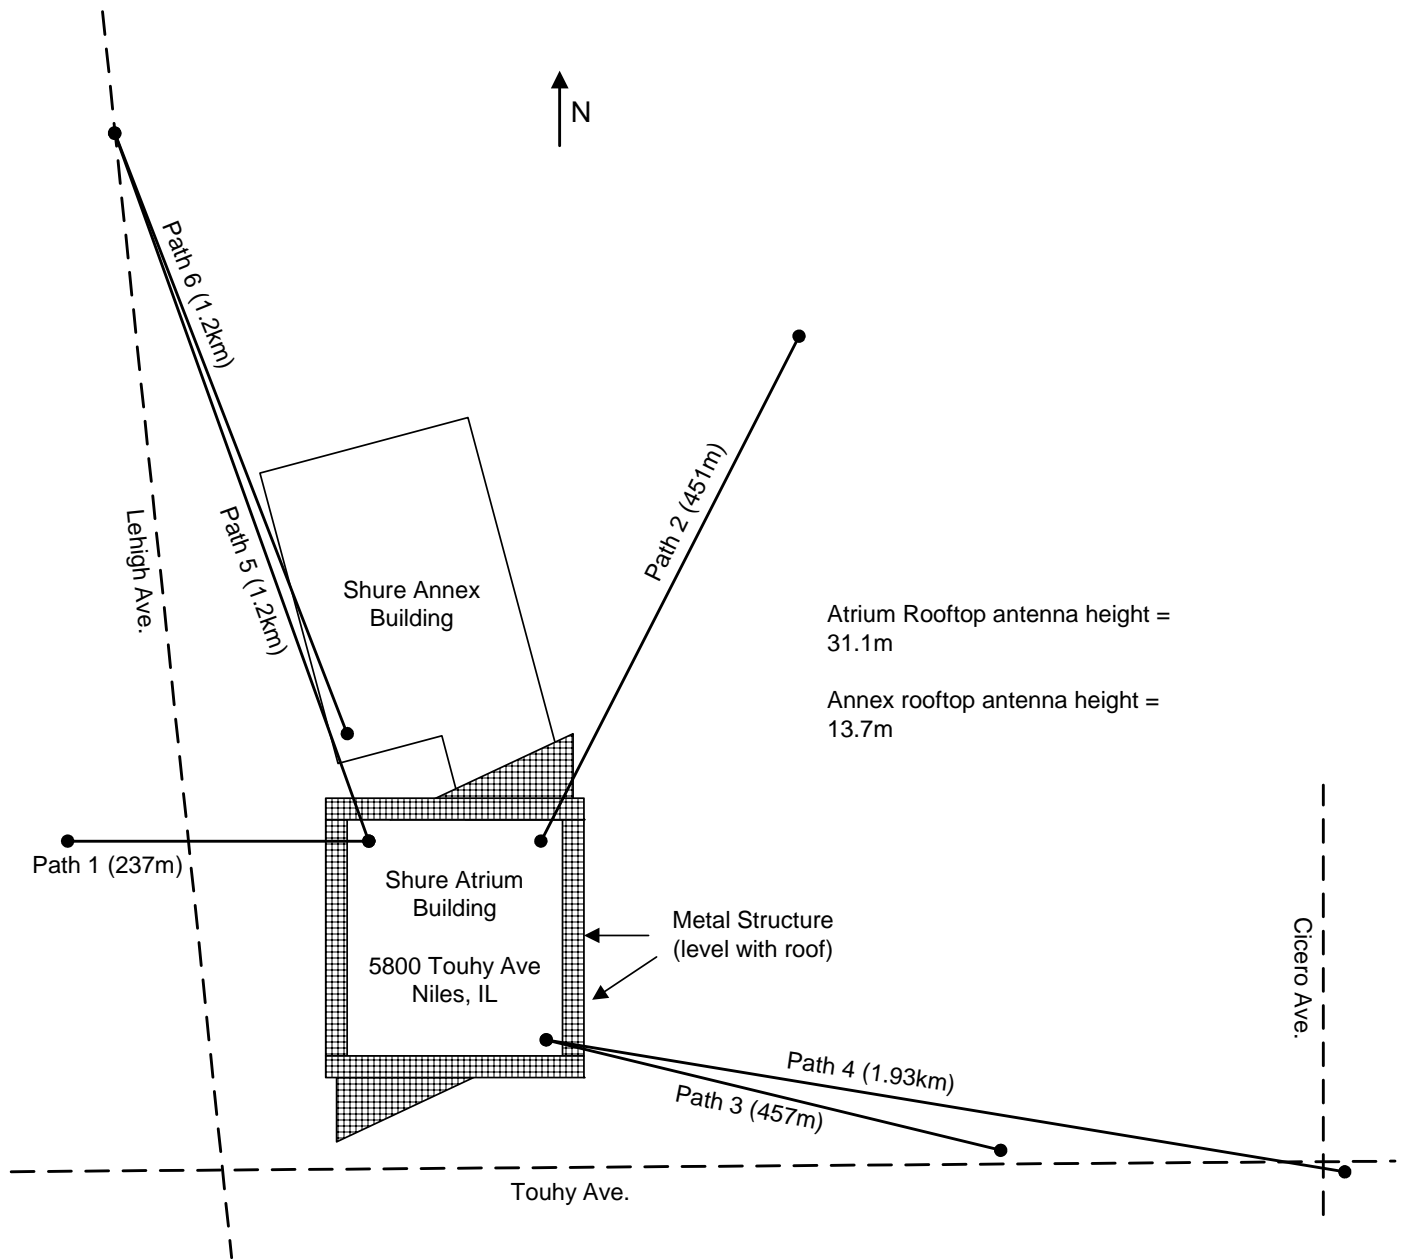 N
Path 6 (1.2km)
Path 2 (451m)
Lehigh Ave.
Path 5 (1.2km)
Shure Annex
Building
Atrium Rooftop antenna height =
31.1m
Annex rooftop antenna height =
13.7m
Path 1 (237m)
Shure Atrium
Building
5800 Touhy Ave
Niles, IL
Metal Structure
(level with roof)
Cicero Ave.
Path 4 (1.93km)
Path 3 (457m)
Touhy Ave.